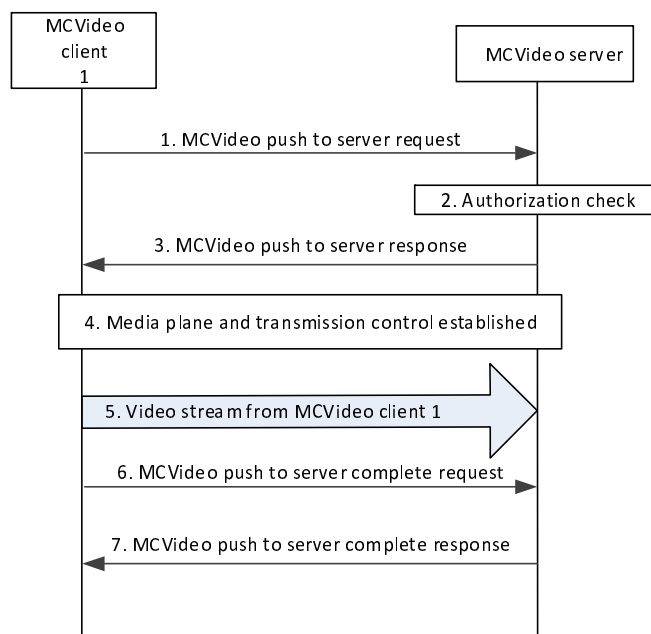 MCVideo
client
1
MCVideo server
1. MCVideo push to server request
2. Authorization check
3. MCVideo push to server response
4. Media plane and transmission control established
5. Video stream from MCVideo client 1
6. MCVideo push to server complete request
7. MCVideo push to server complete response